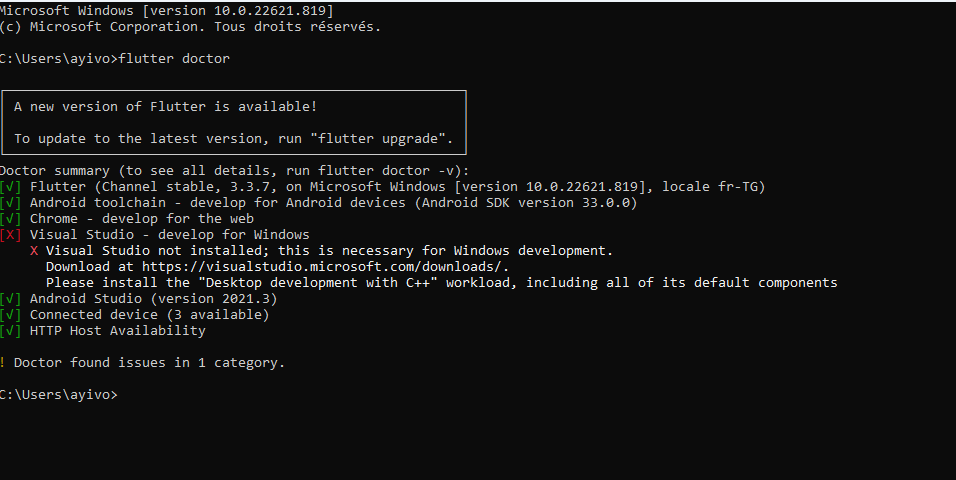 Microsoft Windows [version 10.0.22621.819]
(c) Microsoft Corporation. Tous droits réservés.
C:\Users\ayivo>flutter doctor
A new version of Flutter is available!
To update to the latest version, run "flutter upgrade".
Doctor summary (to see all details, run flutter doctor -v):
[√] Flutter (Channel stable, 3.3.7, on Microsoft Windows [version 10.0.22621.819], locale fr-TG)
[√] Android toolchain - develop for Android devices (Android SDK version 33.0.0)
[√] Chrome - develop for the web
[X] Visual Studio - develop for Windows
X Visual Studio not installed; this is necessary for Windows development.
Download at https://visualstudio.microsoft.com/downloads/.
Please install the "Desktop development with C++" workload, including all of its default components
[√] Android Studio (version 2021.3)
[√] Connected device (3 available)
[√] HTTP Host Availability
! Doctor found issues in 1 category.
C:\Users\ayivo>